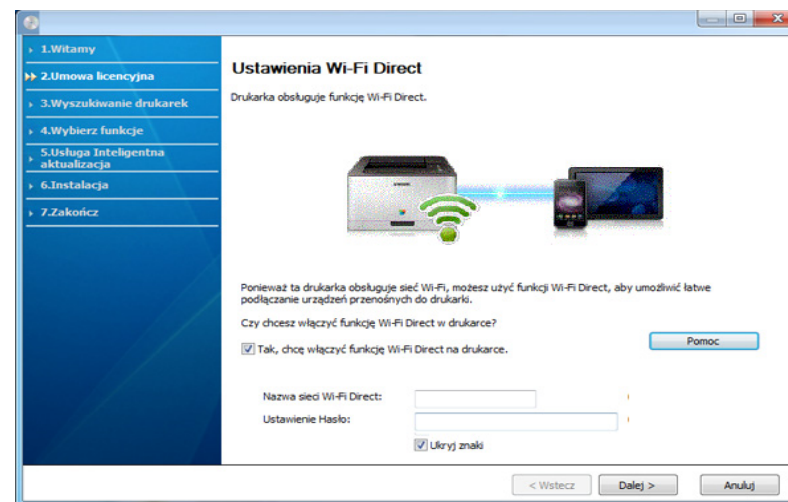 1.Witamy
2.Umowa licencyjna
3.Wyszukiwanie drukarek
4.Wybierz funkcje
5.Usługa Inteligentna
aktualizacja
6.Instalacja
7.Zakończ
Ustawienia Wi-Fi Direct
Drukarka obsługuje funkcję Wi-Fi Direct.
SAMSUNG
Ponieważ ta drukarka obsługuje sieć Wi-Fi, możesz użyć funkcji Wi-Fi Direct, aby umożliwić łatwe
podłączanie urządzeń przenośnych do drukarki.
Czy chcesz włączyć funkcję Wi-Fi Direct w drukarce?
Tak, chcę włączyć funkcję Wi-Fi Direct na drukarce.
Pomoc
Nazwa sieci Wi-Fi Direct:
Ustawienie Hasło:
Ukryj znaki
< Wstecz
Dalej >
Anuluj